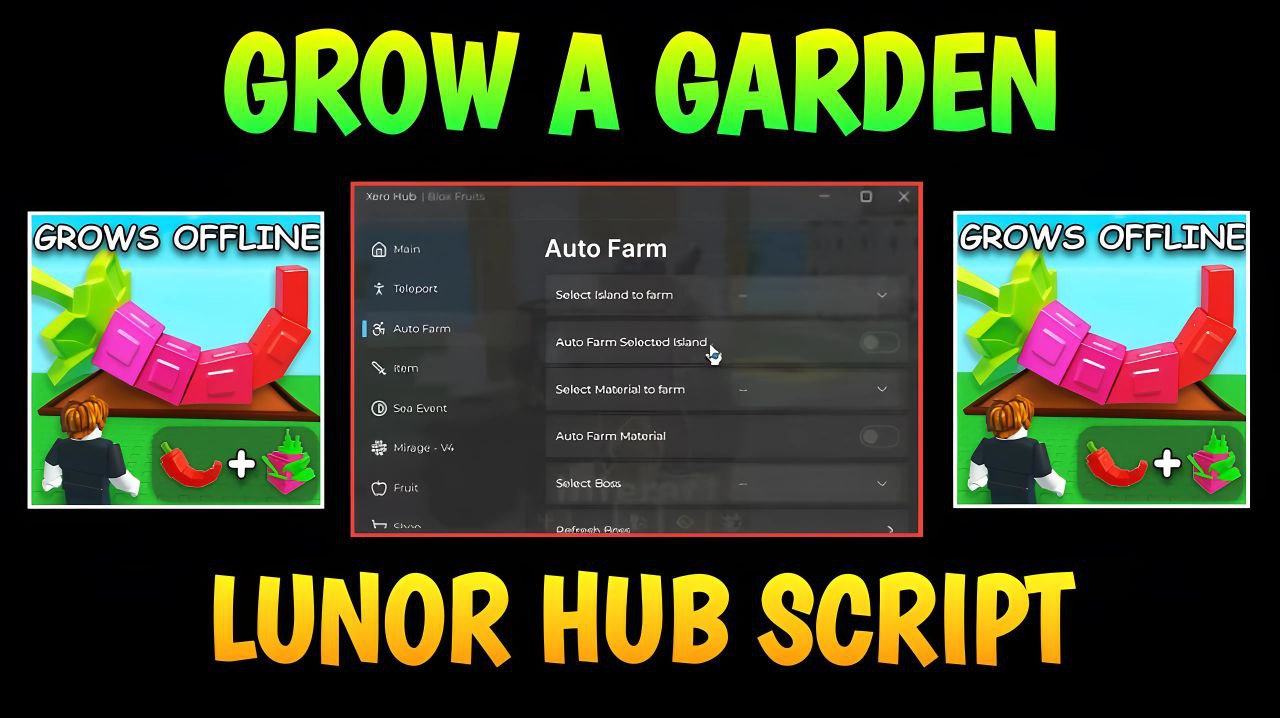 GROW A GARDEN
GROWS OFFLINE
Xero Hub | Blox Fruits
Main
Teleport
Auto Farm
Item
Sea Event
Mirage - V4
Fruit
Shop
Auto Farm
Select Island to farm --
Auto Farm Selected Island
Select Material to farm --
Auto Farm Material
Select Boss --
Refresh Boss
GROWS OFFLINE
LUNOR HUB SCRIPT